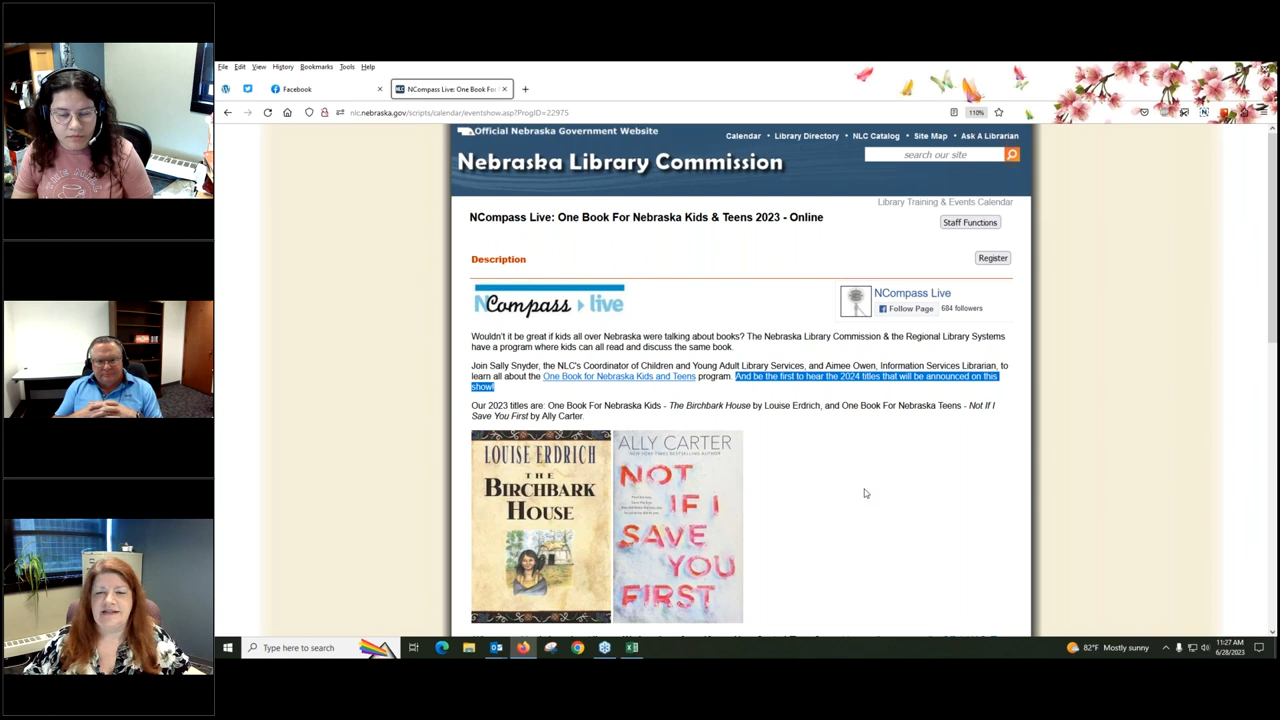 File Edit View History Bookmarks Tools Help
Facebook
NCompass Live: One Book For
nlc.nebraska.gov/scripts/calendar/eventshow.asp?ProgID=22975
110%
Official Nebraska Government Website
Calendar • Library Directory • NLC Catalog • Site Map • Ask A Librarian
Nebraska Library Commission
search our site
Library Training & Events Calendar
NCompass Live: One Book For Nebraska Kids & Teens 2023 - Online
Staff Functions
Description
Register
NCompass live
NCompass Live
Follow Page 684 followers
Wouldn't it be great if kids all over Nebraska were talking about books? The Nebraska Library Commission & the Regional Library Systems
have a program where kids can all read and discuss the same book.
Join Sally Snyder, the NLC's Coordinator of Children and Young Adult Library Services, and Aimee Owen, Information Services Librarian, to
learn all about the One Book for Nebraska Kids and Teens program. And be the first to hear the 2024 titles that will be announced on this
show!
Our 2023 titles are: One Book For Nebraska Kids - The Birchbark House by Louise Erdrich, and One Book For Nebraska Teens - Not If I
Save You First by Ally Carter.
LOUISE ERDRICH
THE
BIRCHBARK
HOUSE
ALLY CARTER
NEW YORK TIMES BESTSELLING AUTHOR
NOT
IF I
SAVE
YOU
FIRST
Type here to search
82°F Mostly sunny
11:27 AM
6/28/2023